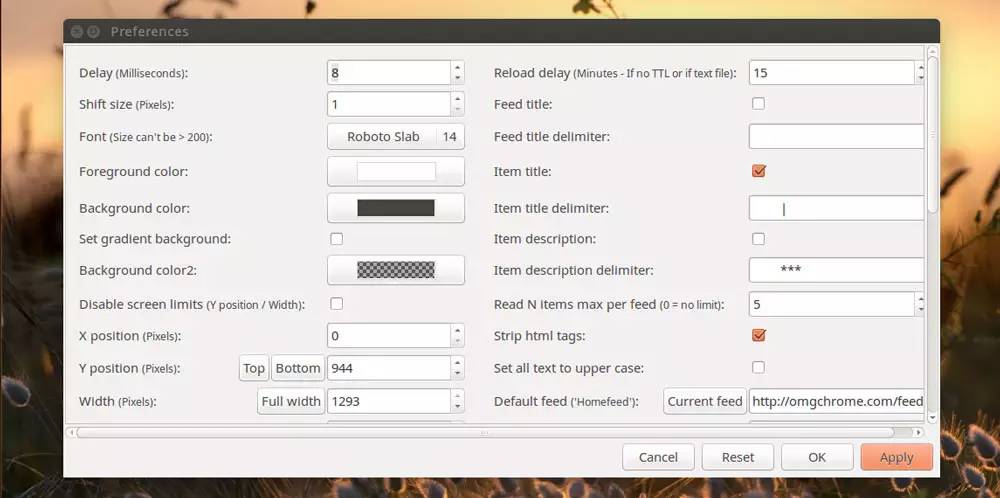 Preferences
Delay (Milliseconds): 8
Shift size (Pixels): 1
Font (Size can't be > 200): Roboto Slab 14
Foreground color:
Background color:
Set gradient background:
Background color2:
Disable screen limits (Y position / Width):
X position (Pixels): 0
Y position (Pixels): Top Bottom 944
Width (Pixels): Full width 1293
Reload delay (Minutes - If no TTL or if text file): 15
Feed title:
Feed title delimiter:
Item title:
Item title delimiter: |
Item description:
Item description delimiter: ***
Read N items max per feed (0 = no limit): 5
Strip html tags:
Set all text to upper case:
Default feed ('Homefeed'): Current feed http://omgchrome.com/feed
Cancel Reset OK Apply